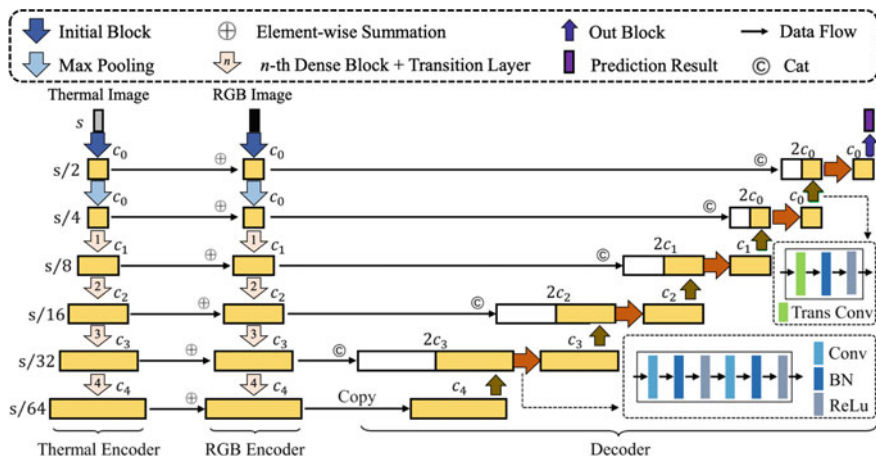 Initial Block ⊕ Element-wise Summation Out Block Data Flow
Max Pooling n n-th Dense Block + Transition Layer Prediction Result © Cat
Thermal Image RGB Image
s
c₀ ⊕ c₀ © 2c₀ c₀
s/2
c₀ ⊕ c₀ © 2c₀ c₀
s/4
1 c₁ ⊕ 1 c₁ © 2c₁ c₁
s/8
2 c₂ ⊕ 2 c₂ © 2c₂ c₂
s/16
Trans Conv
3 c₃ ⊕ 3 c₃ © 2c₃ c₃
s/32
Conv
BN
ReLu
4 c₄ ⊕ 4 c₄ Copy c₄
s/64
Thermal Encoder RGB Encoder Decoder